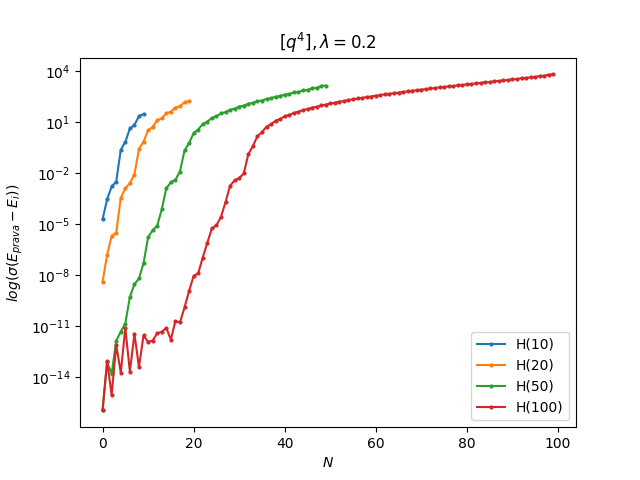 [q⁴], λ = 0.2
log(σ(E_prava − E_i))
10⁴
10¹
10⁻²
10⁻⁵
10⁻⁸
10⁻¹¹
10⁻¹⁴
H(10)
H(20)
H(50)
H(100)
0 20 40 60 80 100
N